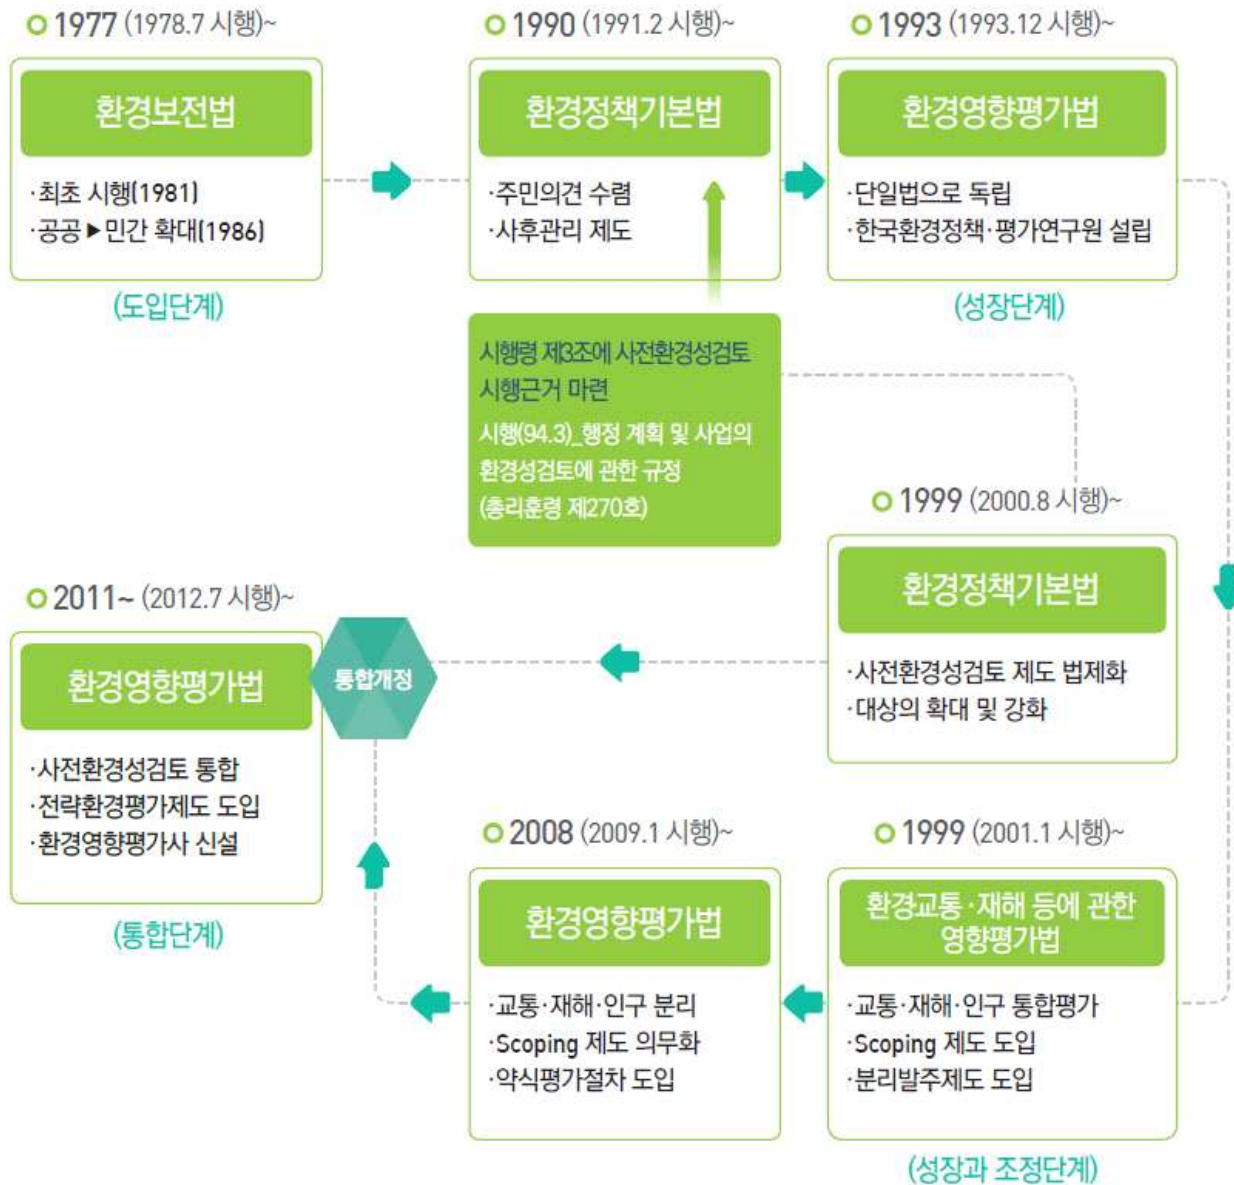 1977 (1978.7 시행)~
환경보전법
·최초 시행(1981)
·공공▶민간 확대(1986)
(도입단계)
1990 (1991.2 시행)~
환경정책기본법
·주민의견 수렴
·사후관리 제도
시행령 제3조에 사전환경성검토
시행근거 마련
시행(94.3)_행정 계획 및 사업의
환경성검토에 관한 규정
(총리훈령 제270호)
1993 (1993.12 시행)~
환경영향평가법
·단일법으로 독립
·한국환경정책·평가연구원 설립
(성장단계)
1999 (2000.8 시행)~
환경정책기본법
·사전환경성검토 제도 법제화
·대상의 확대 및 강화
1999 (2001.1 시행)~
환경교통·재해 등에 관한
영향평가법
·교통·재해·인구 통합평가
·Scoping 제도 도입
·분리발주제도 도입
(성장과 조정단계)
2008 (2009.1 시행)~
환경영향평가법
·교통·재해·인구 분리
·Scoping 제도 의무화
·약식평가절차 도입
통합개정
2011~ (2012.7 시행)~
환경영향평가법
·사전환경성검토 통합
·전략환경평가제도 도입
·환경영향평가사 신설
(통합단계)